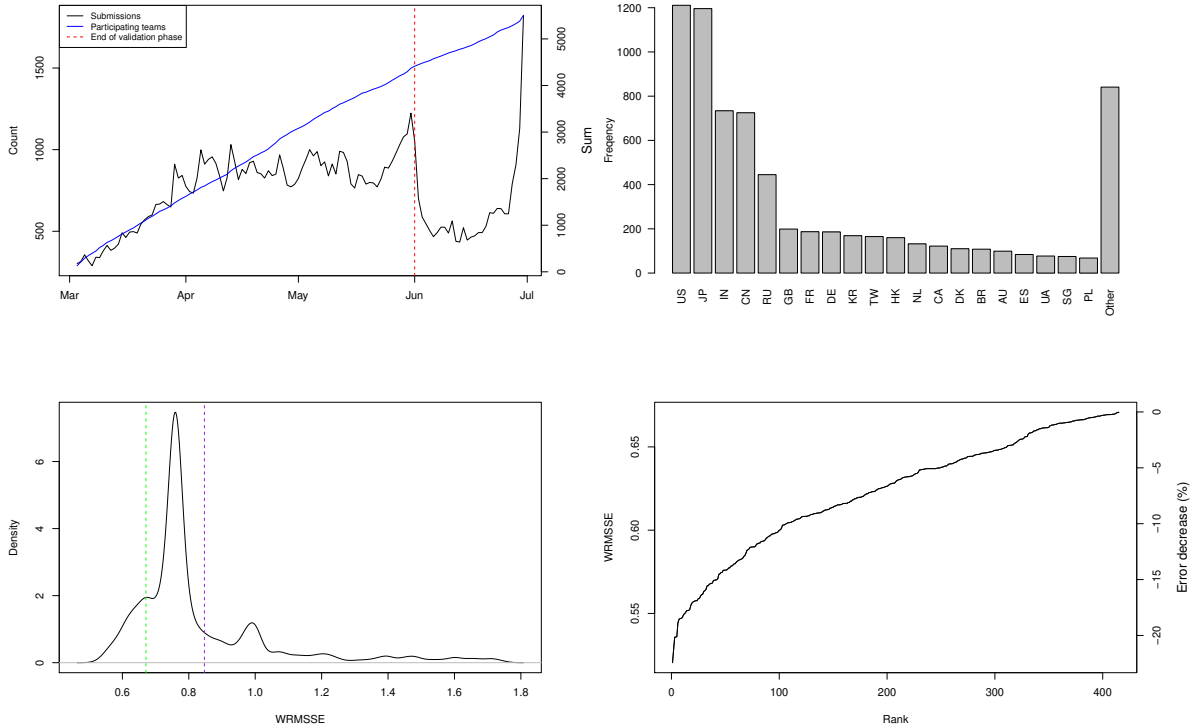 Submissions
Participating teams
End of validation phase
Count
500
1000
1500
Mar
Apr
May
Jun
Jul
Sum
0
1000
2000
3000
4000
5000
Freqency
0
200
400
600
800
1000
1200
US
JP
IN
CN
RU
GB
FR
DE
KR
TW
HK
NL
CA
DK
BR
AU
ES
UA
SG
PL
Other
Density
0
2
4
6
0.6 0.8 1.0 1.2 1.4 1.6 1.8
WRMSSE
WRMSSE
0.55
0.60
0.65
0 100 200 300 400
Rank
Error decrease (%)
0
−5
−10
−15
−20